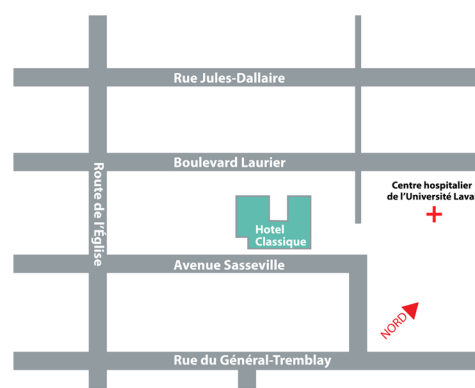 Rue Jules-Dallaire
Boulevard Laurier
Route de l'Église
Centre hospitalier
de l'Université Laval
Hotel
Classique
Avenue Sasseville
NORD
Rue du Général-Tremblay